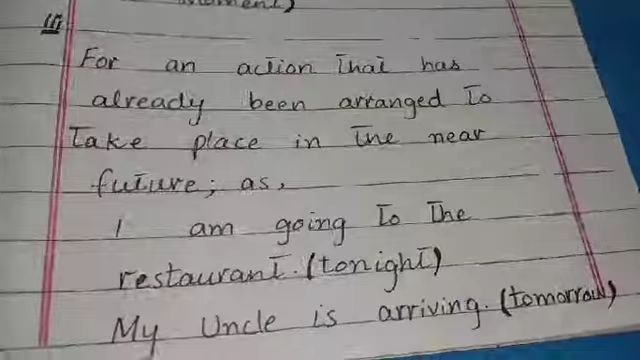 moment)
iii
For an action that has
already been arranged to
take place in the near
future; as,
I am going to the
restaurant. (tonight)
My Uncle is arriving. (tomorrow)